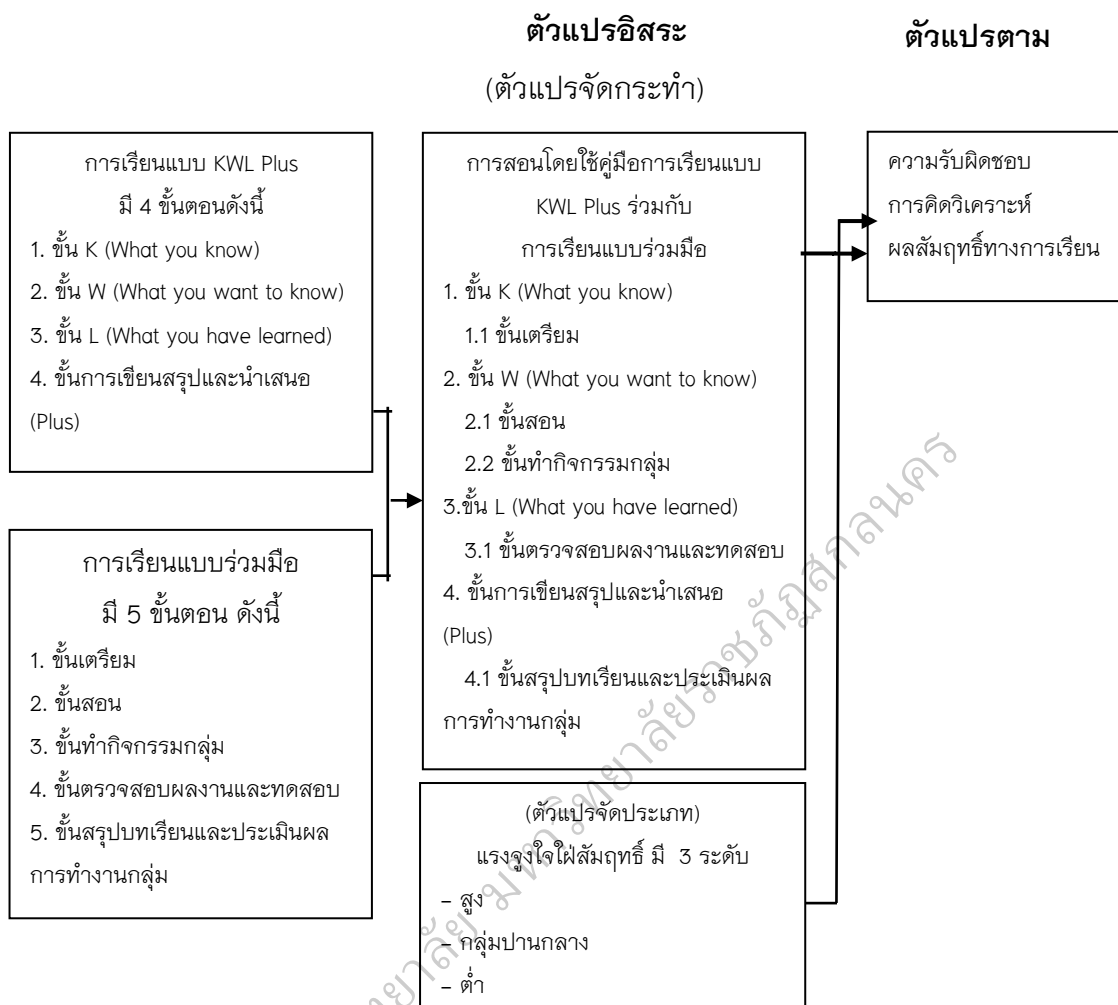 ตัวแปรอิสระ
(ตัวแปรจัดกระทำ)
ตัวแปรตาม
การเรียนแบบ KWL Plus
มี 4 ขั้นตอนดังนี้
1. ขั้น K (What you know)
2. ขั้น W (What you want to know)
3. ขั้น L (What you have learned)
4. ขั้นการเขียนสรุปและนำเสนอ
(Plus)
การเรียนแบบร่วมมือ
มี 5 ขั้นตอน ดังนี้
1. ขั้นเตรียม
2. ขั้นสอน
3. ขั้นทำกิจกรรมกลุ่ม
4. ขั้นตรวจสอบผลงานและทดสอบ
5. ขั้นสรุปบทเรียนและประเมินผล
การทำงานกลุ่ม
การสอนโดยใช้คู่มือการเรียนแบบ
KWL Plus ร่วมกับ
การเรียนแบบร่วมมือ
1. ขั้น K (What you know)
1.1 ขั้นเตรียม
2. ขั้น W (What you want to know)
2.1 ขั้นสอน
2.2 ขั้นทำกิจกรรมกลุ่ม
3.ขั้น L (What you have learned)
3.1 ขั้นตรวจสอบผลงานและทดสอบ
4. ขั้นการเขียนสรุปและนำเสนอ
(Plus)
4.1 ขั้นสรุปบทเรียนและประเมินผล
การทำงานกลุ่ม
(ตัวแปรจัดประเภท)
แรงจูงใจใฝ่สัมฤทธิ์ มี 3 ระดับ
– สูง
– กลุ่มปานกลาง
– ต่ำ
ความรับผิดชอบ
การคิดวิเคราะห์
ผลสัมฤทธิ์ทางการเรียน
มหาวิทยาลัยราชภัฏสกลนคร